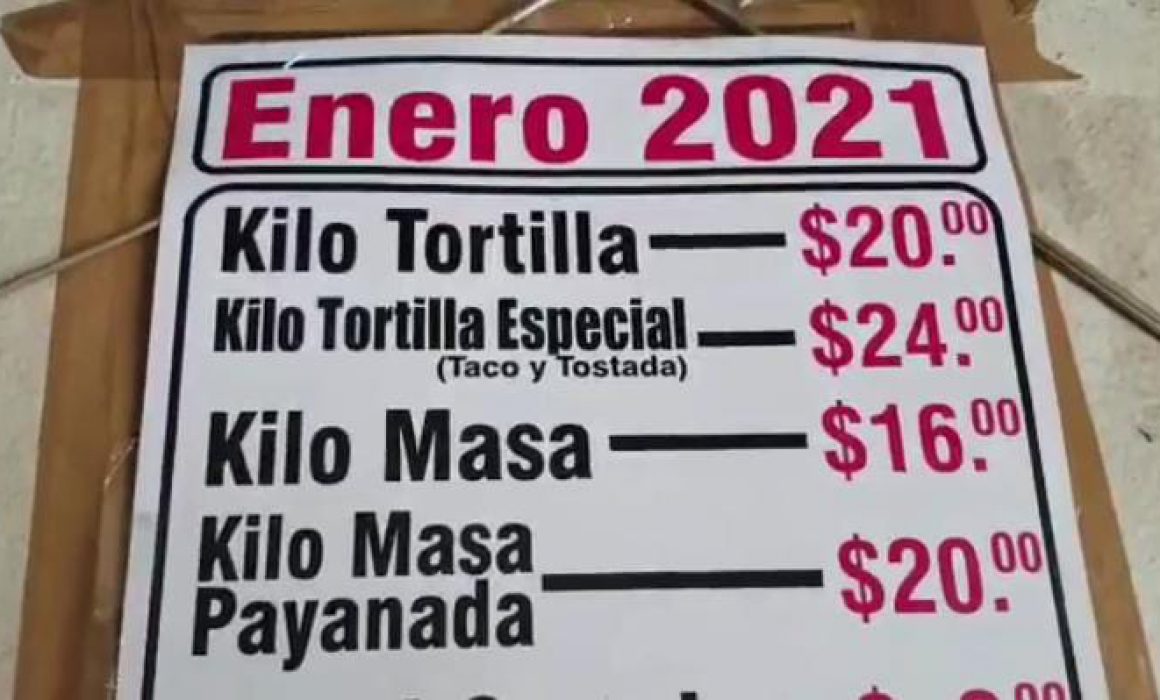 Enero 2021
Kilo Tortilla $20.00
Kilo Tortilla Especial $24.00
(Taco y Tostada)
Kilo Masa $16.00
Kilo Masa
Payanada $20.00